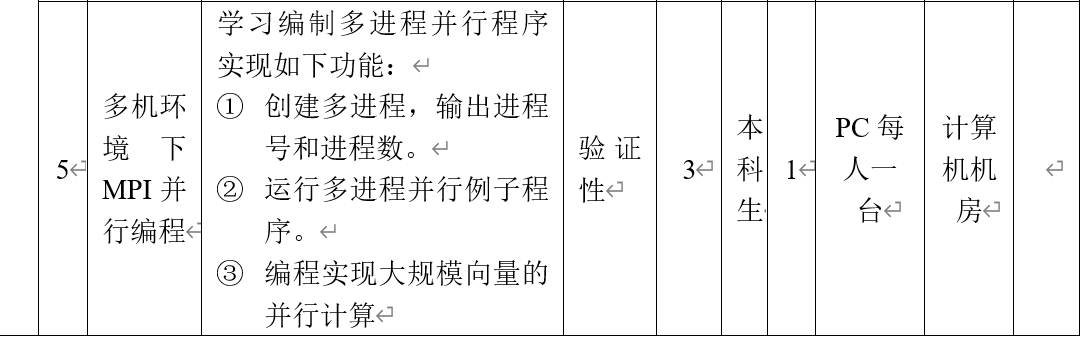 5
多机环
境下
MPI 并
行编程
学习编制多进程并行程序
实现如下功能：
① 创建多进程，输出进程
号和进程数。
② 运行多进程并行例子程
序。
③ 编程实现大规模向量的
并行计算
验证
性
3
本
科
生
1
PC 每
人一
台
计算
机机
房